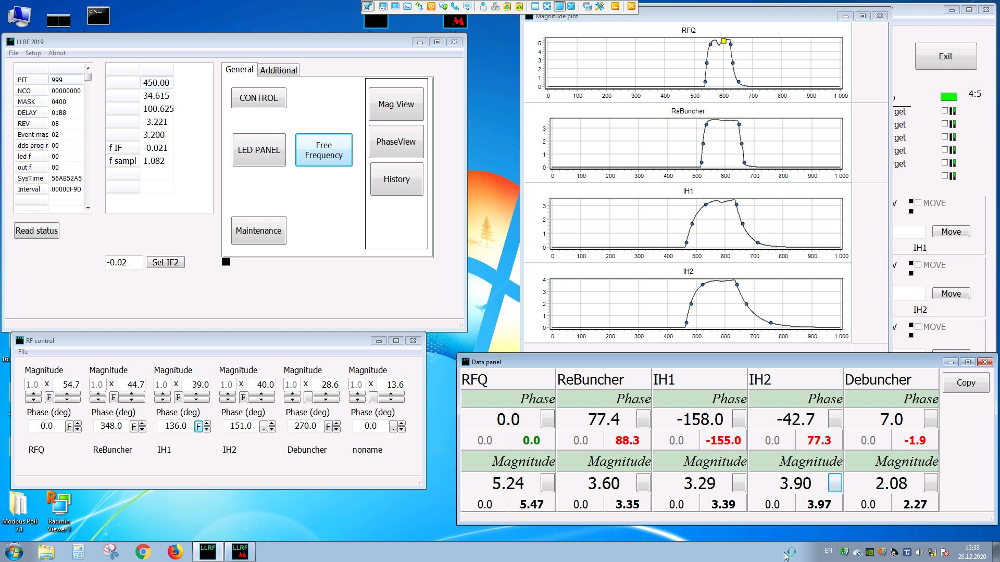 LLRF 2019
File Setup About
PIT 999
NCO 00000000
MASK 0400
DELAY 01B8
REV 0B
Event mas 02
dds prog r 00
led f 00
out f 00
SysTime 56AB52A5
Interval 00000F9D
Read status
450.00
34.615
100.625
-3.221
3.200
f IF -0.021
f sampl 1.082
-0.02 Set IF2
General Additional
CONTROL
LED PANEL
Free Frequency
Maintenance
Mag View
PhaseView
History
Magnitude plot
RFQ
5
4
3
2
1
0
0 100 200 300 400 500 600 700 800 900 1 000
ReBuncher
3
2
1
0
0 100 200 300 400 500 600 700 800 900 1 000
IH1
3
2
1
0
0 100 200 300 400 500 600 700 800 900 1 000
IH2
4
3
2
1
0
0 100 200 300 400 500 600 700 800 900 1 000
Exit
4:5
rget
rget
rget
rget
rget
V MOVE
Move
IH1
V MOVE
Move
IH2
V MOVE
RF control
File
Magnitude Magnitude Magnitude Magnitude Magnitude Magnitude
1.0 x 54.7 1.0 x 44.7 1.0 x 39.0 1.0 x 40.0 1.0 x 28.6 1.0 x 13.6
F F F F . .
Phase (deg) Phase (deg) Phase (deg) Phase (deg) Phase (deg) Phase (deg)
0.0 F 348.0 F 136.0 F 151.0 . 270.0 F 0.0 .
RFQ ReBuncher IH1 IH2 Debuncher noname
Data panel
RFQ ReBuncher IH1 IH2 Debuncher
Copy
Phase Phase Phase Phase Phase
0.0 77.4 -158.0 -42.7 7.0
0.0 0.0 0.0 88.3 0.0 -155.0 0.0 77.3 0.0 -1.9
Magnitude Magnitude Magnitude Magnitude Magnitude
5.24 3.60 3.29 3.90 2.08
0.0 5.47 0.0 3.35 0.0 3.39 0.0 3.97 0.0 2.27
Modbus Poll 7.1
Radmin Viewer 3
LLRF
LLRF
EN
12:33
26.12.2020